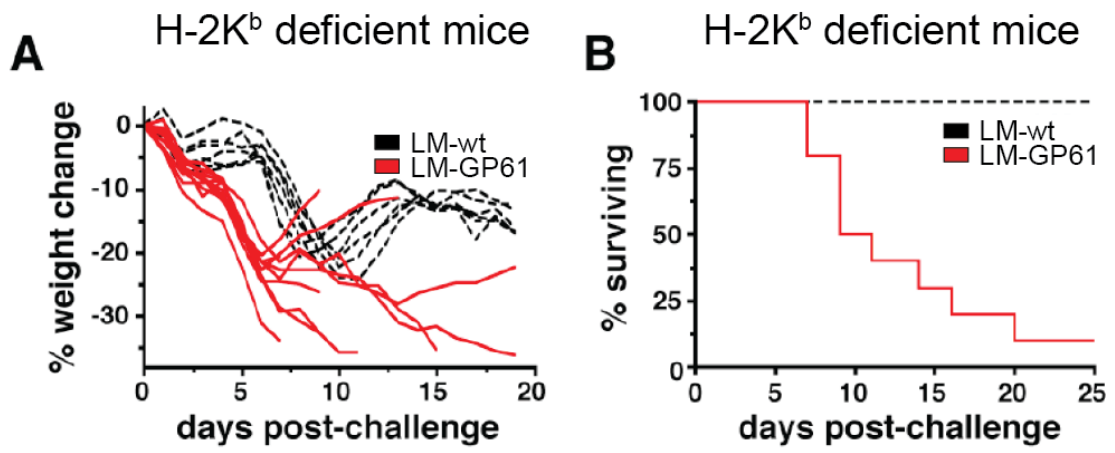 H-2Kᵇ deficient mice
A
% weight change
0
-10
-20
-30
0
5
10
15
20
days post-challenge
LM-wt
LM-GP61
H-2Kᵇ deficient mice
B
% surviving
100
75
50
25
0
0
5
10
15
20
25
days post-challenge
LM-wt
LM-GP61